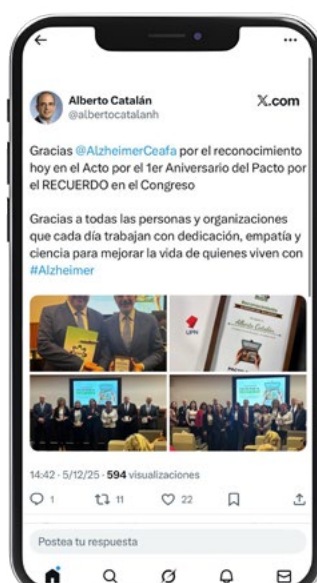 Alberto Catalán
@albertocatalanh
X.com
Gracias @AlzheimerCeafa por el reconocimiento
hoy en el Acto por el 1er Aniversario del Pacto por
el RECUERDO en el Congreso
Gracias a todas las personas y organizaciones
que cada día trabajan con dedicación, empatía y
ciencia para mejorar la vida de quienes viven con
#Alzheimer
UPN
Reconocimiento
Alberto Catalán
14:42 · 5/12/25 · 594 visualizaciones
1 11 22
Postea tu respuesta